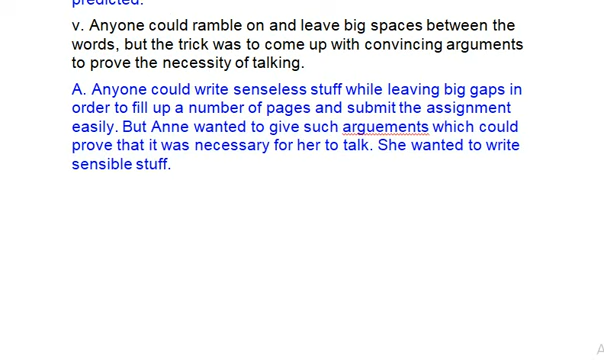 predicted.
v. Anyone could ramble on and leave big spaces between the
words, but the trick was to come up with convincing arguments
to prove the necessity of talking.
A. Anyone could write senseless stuff while leaving big gaps in
order to fill up a number of pages and submit the assignment
easily. But Anne wanted to give such arguements which could
prove that it was necessary for her to talk. She wanted to write
sensible stuff.
A